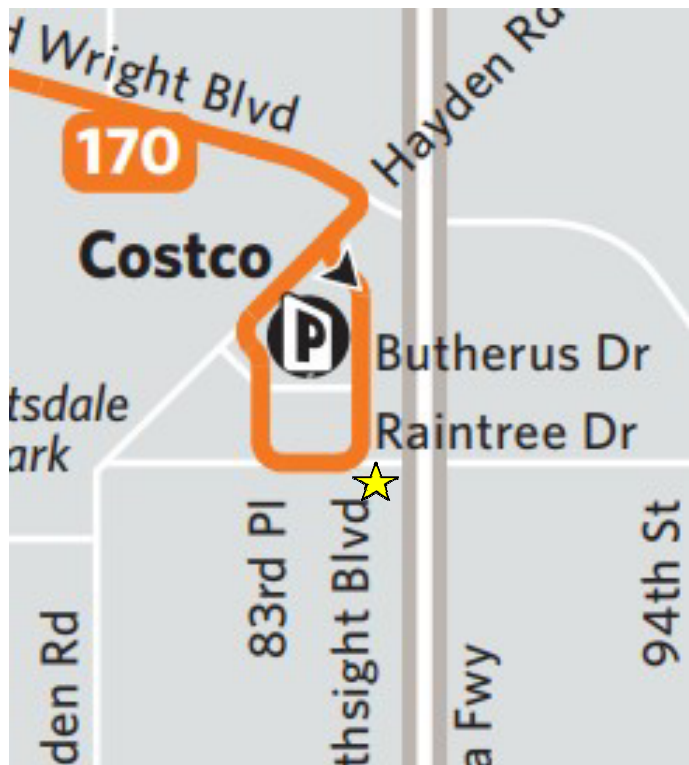 d Wright Blvd
Hayden Rd
170
Costco
P
Butherus Dr
tsdale
ark
Raintree Dr
83rd Pl
thsight Blvd
94th St
den Rd
a Fwy